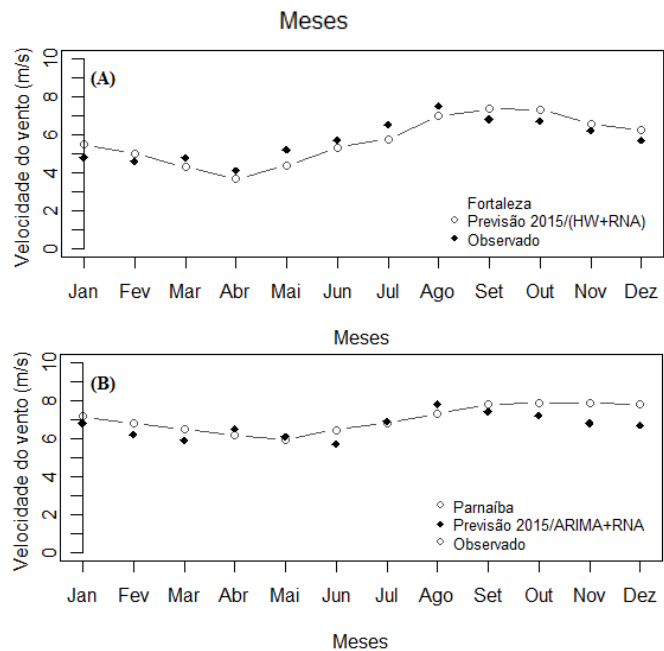 Meses
Velocidade do vento (m/s)
0 2 4 6 8 10
(A)
Fortaleza
Previsão 2015/(HW+RNA)
Observado
Jan Fev Mar Abr Mai Jun Jul Ago Set Out Nov Dez
Meses
Velocidade do vento (m/s)
0 2 4 6 8 10
(B)
Parnaíba
Previsão 2015/ARIMA+RNA
Observado
Jan Fev Mar Abr Mai Jun Jul Ago Set Out Nov Dez
Meses